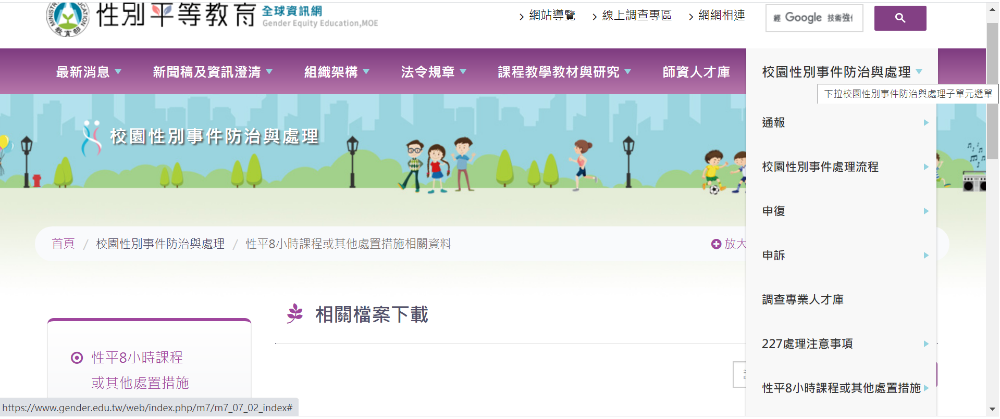 性別平等教育 全球資訊網
Gender Equity Education,MOE
教育部
網站導覽
線上調查專區
網網相連
經 Google 技術強
最新消息
新聞稿及資訊澄清
組織架構
法令規章
課程教學教材與研究
師資人才庫
校園性別事件防治與處理
下拉校園性別事件防治與處理子單元選單
校園性別事件防治與處理
通報
校園性別事件處理流程
申復
申訴
調查專業人才庫
227處理注意事項
性平8小時課程或其他處置措施
首頁 / 校園性別事件防治與處理 / 性平8小時課程或其他處置措施相關資料
放大
相關檔案下載
性平8小時課程
或其他處置措施
https://www.gender.edu.tw/web/index.php/m7/m7_07_02_index#